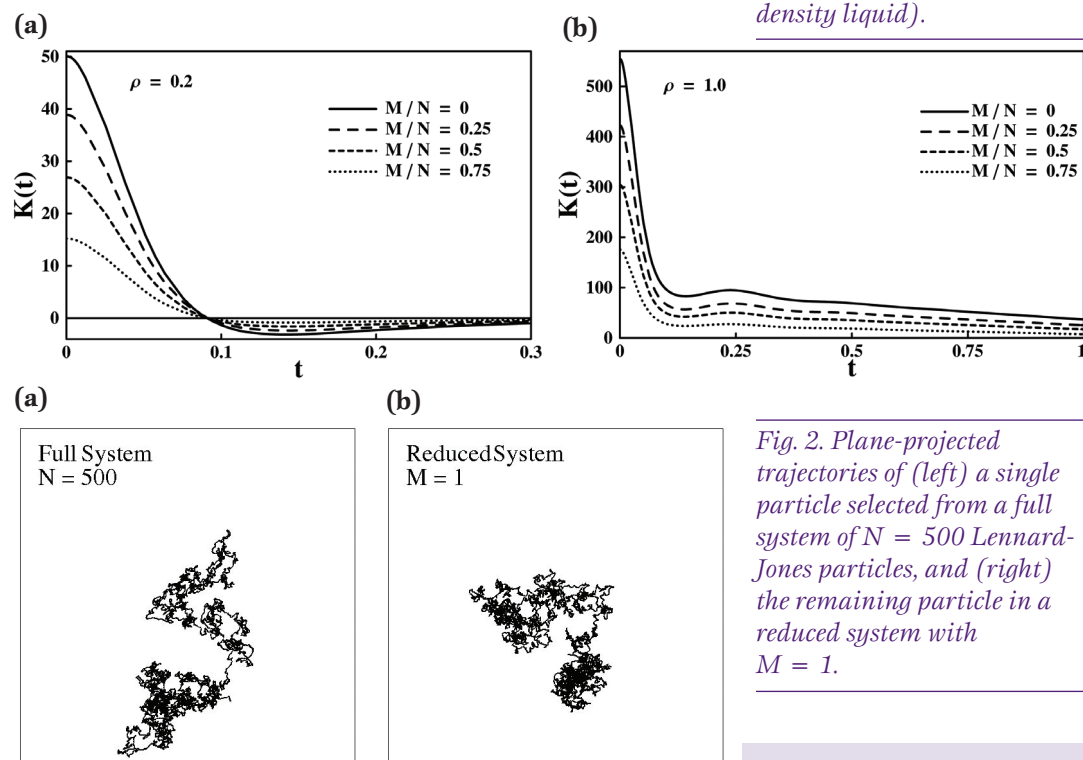 (a)
50
40
30
20
10
0
K(t)
ρ = 0.2
M / N = 0
M / N = 0.25
M / N = 0.5
M / N = 0.75
0
0.1
0.2
0.3
t
(b)
500
400
300
200
100
0
K(t)
ρ = 1.0
M / N = 0
M / N = 0.25
M / N = 0.5
M / N = 0.75
0
0.25
0.5
0.75
1
t
density liquid).
(a)
Full System
N = 500
(b)
Reduced System
M = 1
Fig. 2. Plane-projected
trajectories of (left) a single
particle selected from a full
system of N = 500 Lennard-
Jones particles, and (right)
the remaining particle in a
reduced system with
M = 1.